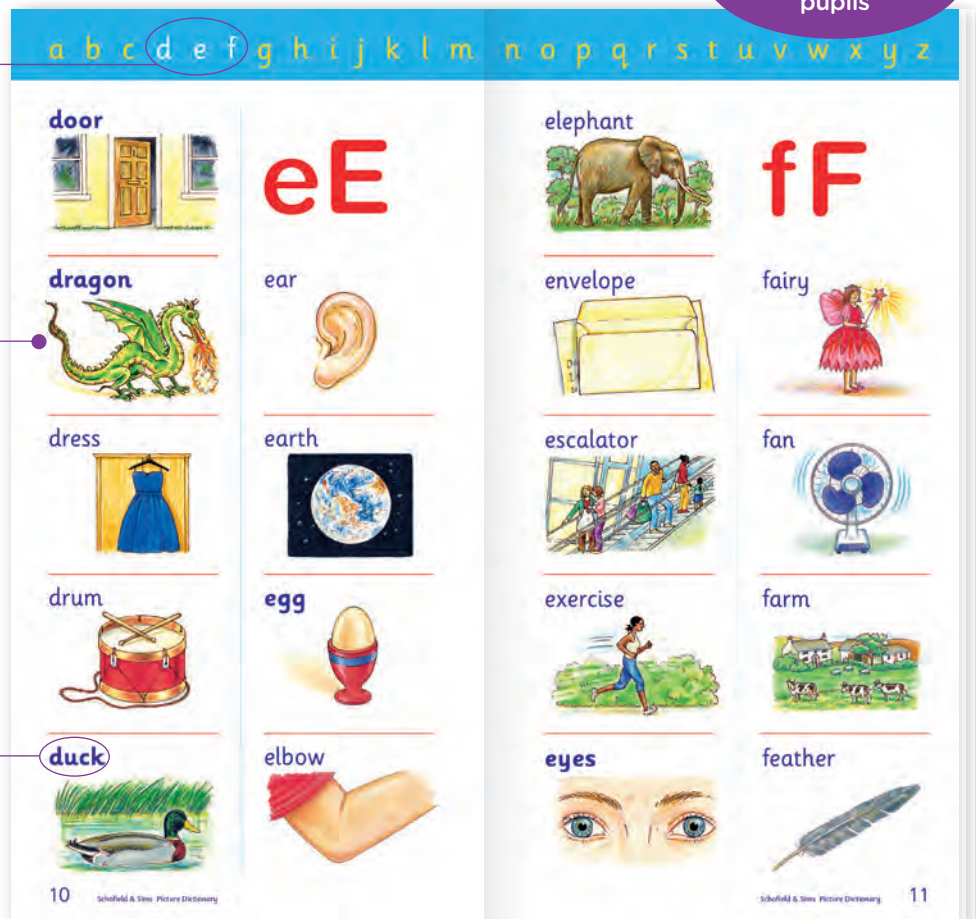 pupils
a b c d e f g h i j k l m n o p q r s t u v w x y z
door
dragon
dress
drum
duck
eE
ear
earth
egg
elbow
elephant
envelope
escalator
exercise
eyes
fF
fairy
fan
farm
feather
10 Schofield & Sims Picture Dictionary
Schofield & Sims Picture Dictionary 11